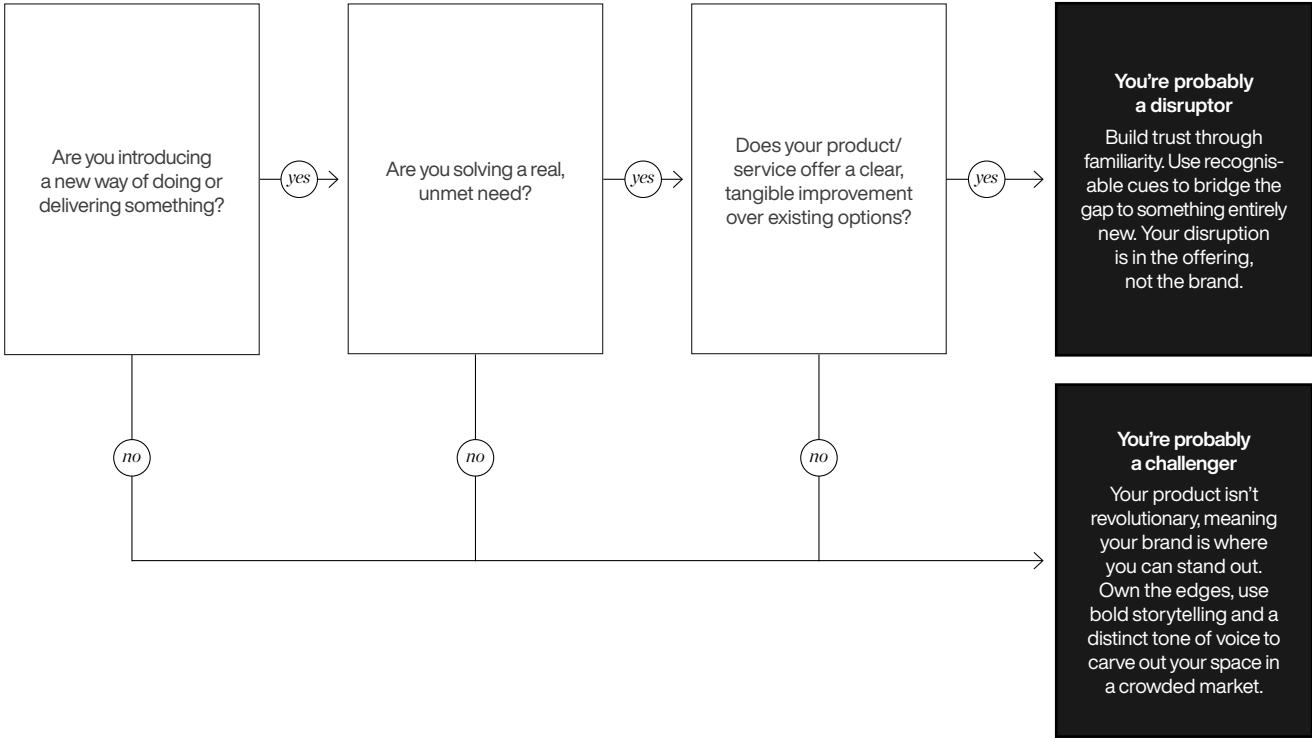 Are you introducing
a new way of doing or
delivering something?
yes
Are you solving a real,
unmet need?
yes
Does your product/
service offer a clear,
tangible improvement
over existing options?
yes
You’re probably
a disruptor
Build trust through
familiarity. Use recognis-
able cues to bridge the
gap to something entirely
new. Your disruption
is in the offering,
not the brand.
no
no
no
You’re probably
a challenger
Your product isn’t
revolutionary, meaning
your brand is where
you can stand out.
Own the edges, use
bold storytelling and a
distinct tone of voice to
carve out your space in
a crowded market.